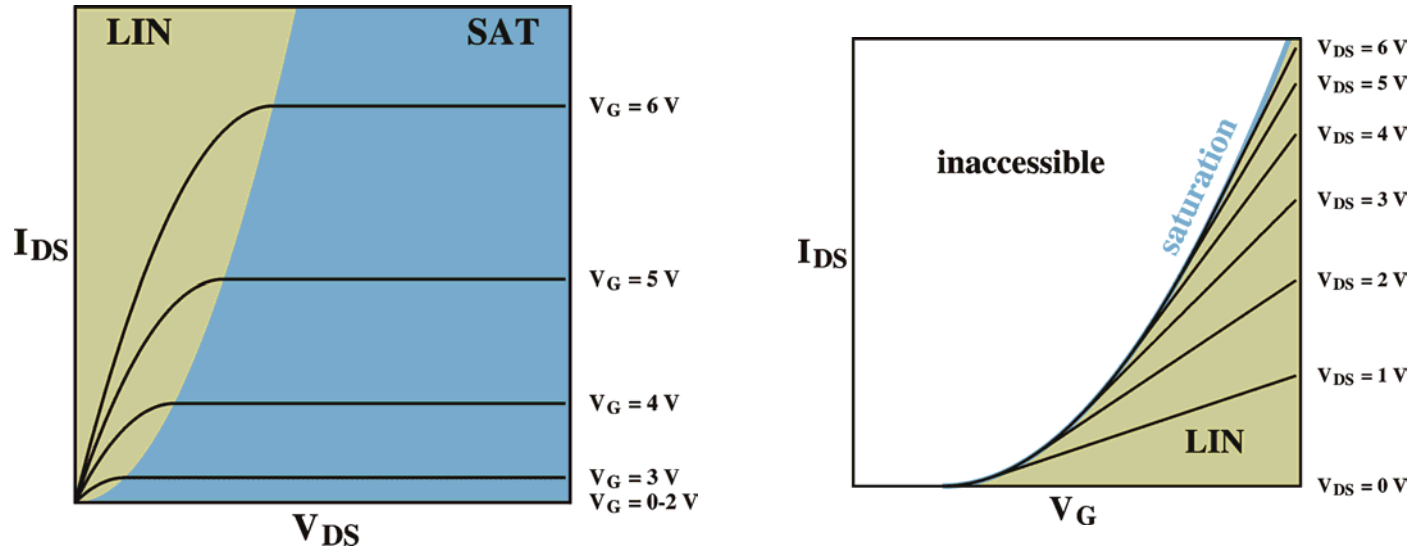 LIN
SAT
V_G = 6 V
I_DS
V_G = 5 V
V_G = 4 V
V_G = 3 V
V_G = 0-2 V
V_DS
V_DS = 6 V
V_DS = 5 V
V_DS = 4 V
inaccessible
saturation
V_DS = 3 V
I_DS
V_DS = 2 V
V_DS = 1 V
LIN
V_DS = 0 V
V_G